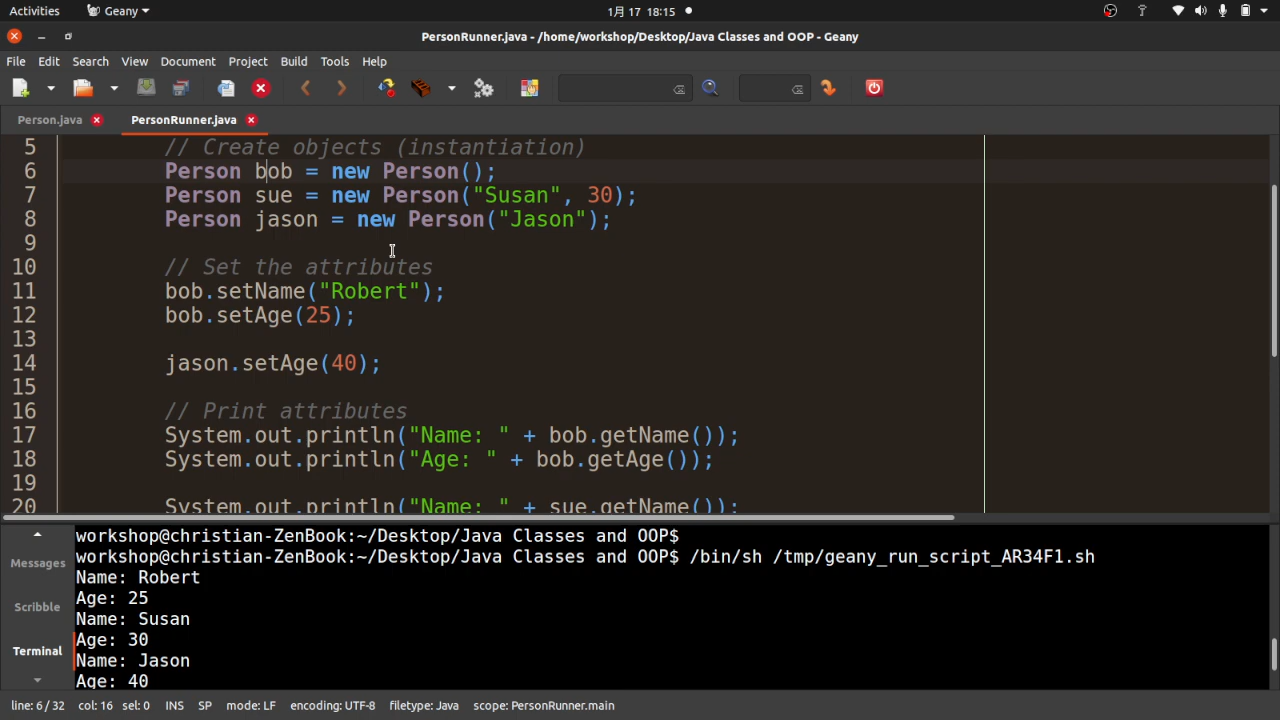 Activities
Geany
1月 17 18:15
PersonRunner.java - /home/workshop/Desktop/Java Classes and OOP - Geany
File Edit Search View Document Project Build Tools Help
Person.java PersonRunner.java
5 // Create objects (instantiation)
6 Person bob = new Person();
7 Person sue = new Person("Susan", 30);
8 Person jason = new Person("Jason");
9
10 // Set the attributes
11 bob.setName("Robert");
12 bob.setAge(25);
13
14 jason.setAge(40);
15
16 // Print attributes
17 System.out.println("Name: " + bob.getName());
18 System.out.println("Age: " + bob.getAge());
19
20 System.out.println("Name: " + sue.getName());
Messages
Scribble
Terminal
workshop@christian-ZenBook:~/Desktop/Java Classes and OOP$
workshop@christian-ZenBook:~/Desktop/Java Classes and OOP$ /bin/sh /tmp/geany_run_script_AR34F1.sh
Name: Robert
Age: 25
Name: Susan
Age: 30
Name: Jason
Age: 40
line: 6 / 32 col: 16 sel: 0 INS SP mode: LF encoding: UTF-8 filetype: Java scope: PersonRunner.main